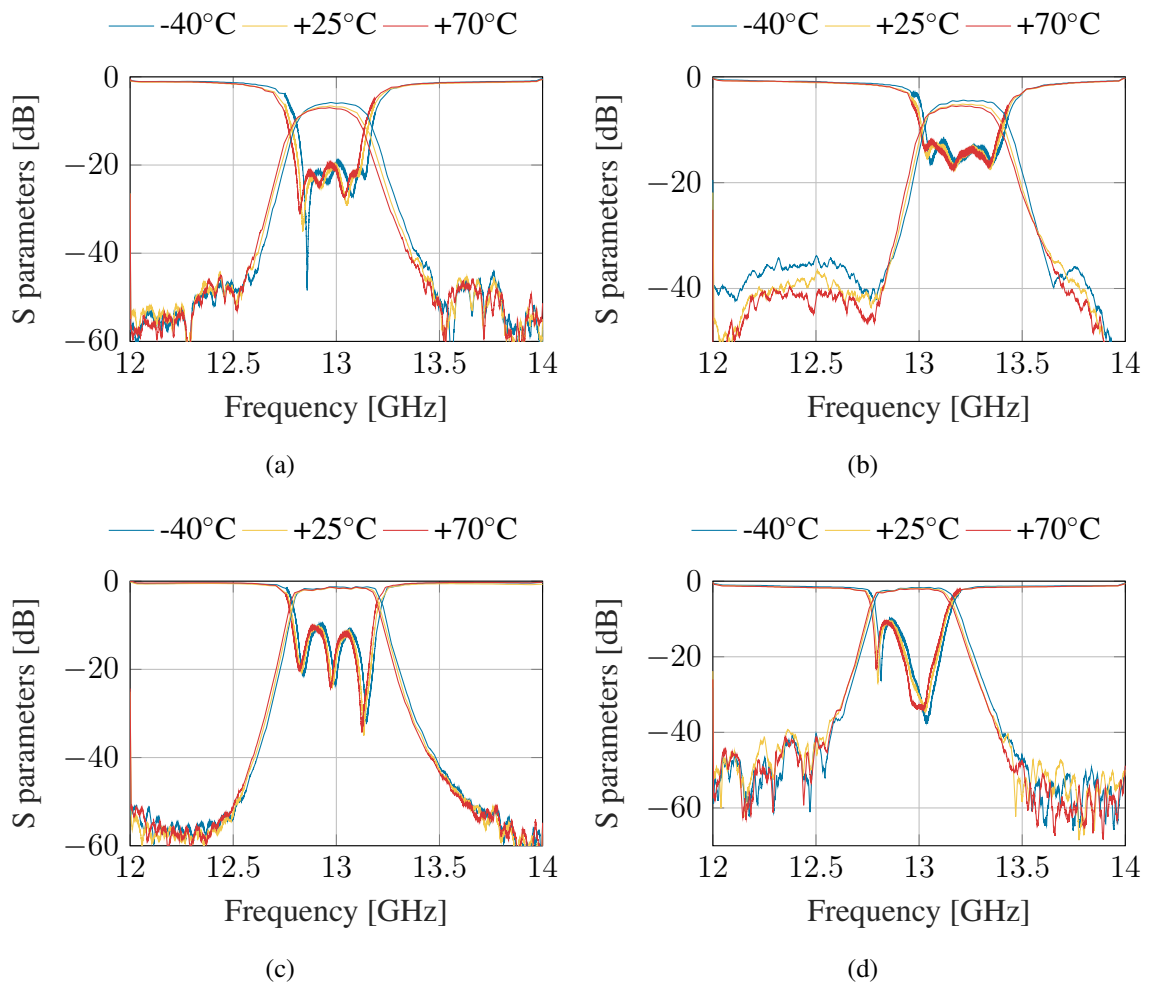 -40°C +25°C +70°C
S parameters [dB]
0
−20
−40
−60
12 12.5 13 13.5 14
Frequency [GHz]
(a)
-40°C +25°C +70°C
S parameters [dB]
0
−20
−40
12 12.5 13 13.5 14
Frequency [GHz]
(b)
-40°C +25°C +70°C
S parameters [dB]
0
−20
−40
−60
12 12.5 13 13.5 14
Frequency [GHz]
(c)
-40°C +25°C +70°C
S parameters [dB]
0
−20
−40
−60
12 12.5 13 13.5 14
Frequency [GHz]
(d)